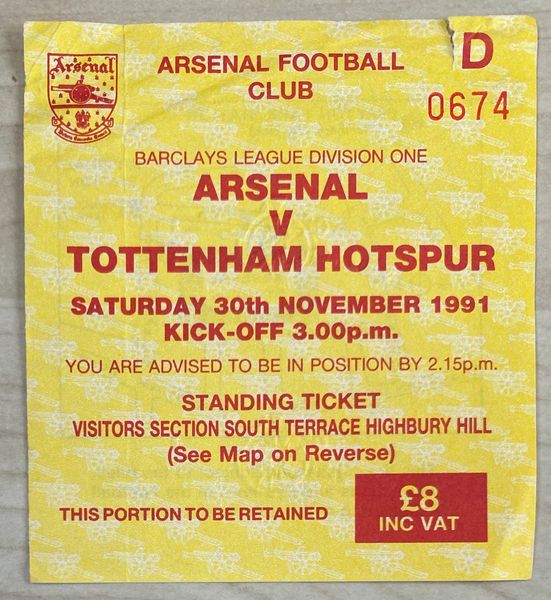 Arsenal
ARSENAL FOOTBALL
CLUB
D
0674
BARCLAYS LEAGUE DIVISION ONE
ARSENAL
V
TOTTENHAM HOTSPUR
SATURDAY 30th NOVEMBER 1991
KICK-OFF 3.00p.m.
YOU ARE ADVISED TO BE IN POSITION BY 2.15p.m.
STANDING TICKET
VISITORS SECTION SOUTH TERRACE HIGHBURY HILL
(See Map on Reverse)
THIS PORTION TO BE RETAINED
£8
INC VAT